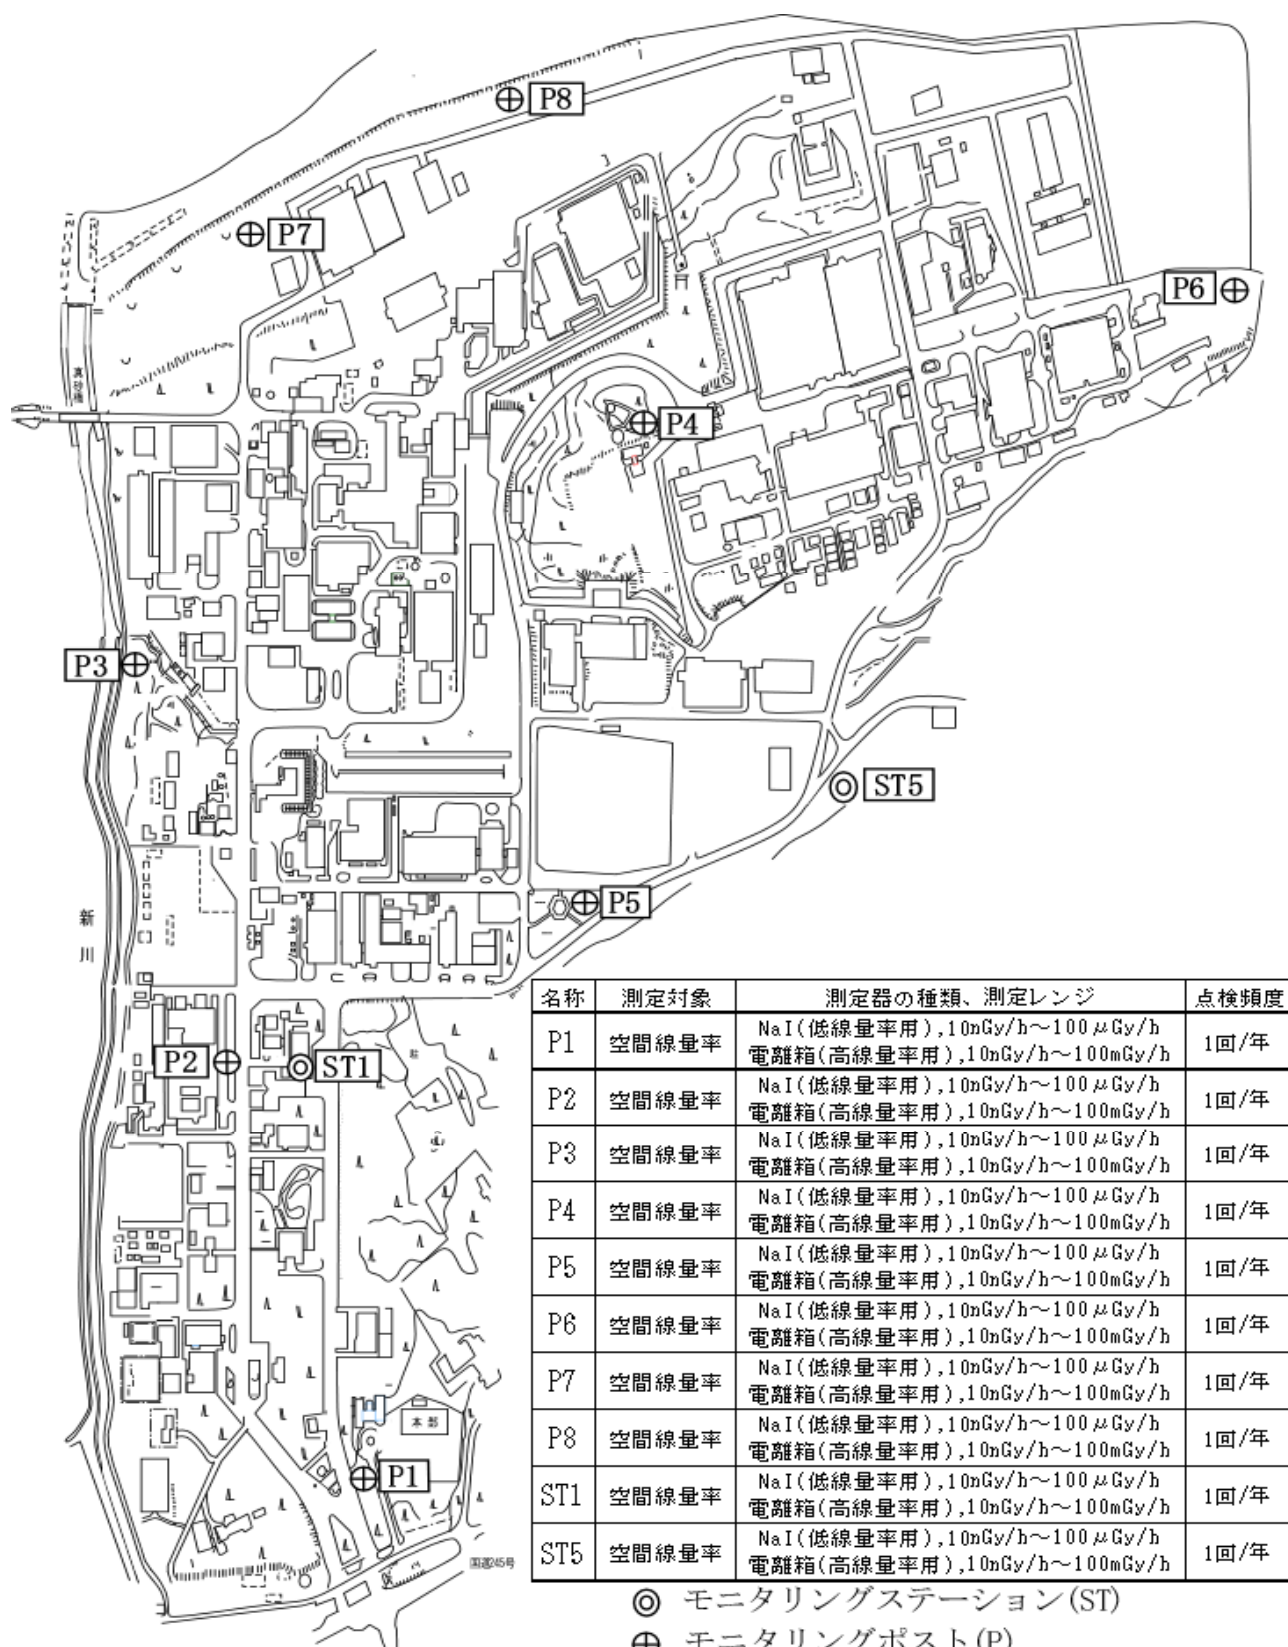 P8
P7
P6
真砂橋
P4
P3
ST5
新
川
P5
P2
ST1
本部
P1
国道245号
名称 測定対象 測定器の種類、測定レンジ 点検頻度
P1 空間線量率 NaI(低線量率用),10nGy/h～100μGy/h
電離箱(高線量率用),10nGy/h～100mGy/h 1回/年
P2 空間線量率 NaI(低線量率用),10nGy/h～100μGy/h
電離箱(高線量率用),10nGy/h～100mGy/h 1回/年
P3 空間線量率 NaI(低線量率用),10nGy/h～100μGy/h
電離箱(高線量率用),10nGy/h～100mGy/h 1回/年
P4 空間線量率 NaI(低線量率用),10nGy/h～100μGy/h
電離箱(高線量率用),10nGy/h～100mGy/h 1回/年
P5 空間線量率 NaI(低線量率用),10nGy/h～100μGy/h
電離箱(高線量率用),10nGy/h～100mGy/h 1回/年
P6 空間線量率 NaI(低線量率用),10nGy/h～100μGy/h
電離箱(高線量率用),10nGy/h～100mGy/h 1回/年
P7 空間線量率 NaI(低線量率用),10nGy/h～100μGy/h
電離箱(高線量率用),10nGy/h～100mGy/h 1回/年
P8 空間線量率 NaI(低線量率用),10nGy/h～100μGy/h
電離箱(高線量率用),10nGy/h～100mGy/h 1回/年
ST1 空間線量率 NaI(低線量率用),10nGy/h～100μGy/h
電離箱(高線量率用),10nGy/h～100mGy/h 1回/年
ST5 空間線量率 NaI(低線量率用),10nGy/h～100μGy/h
電離箱(高線量率用),10nGy/h～100mGy/h 1回/年
◎ モニタリングステーション(ST)
⊕ モニタリングポスト(P)